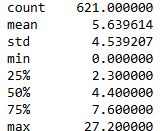 count 621.000000
mean 5.639614
std 4.539207
min 0.000000
25% 2.300000
50% 4.400000
75% 7.600000
max 27.200000